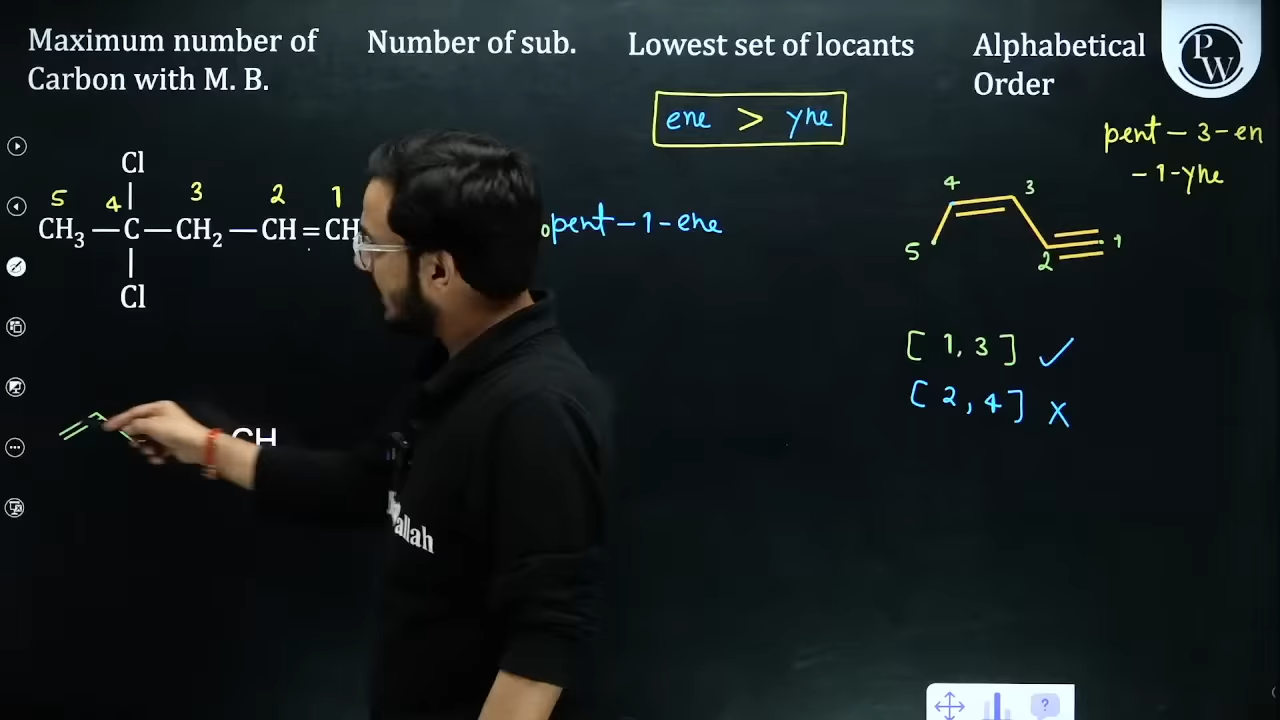 Maximum number of
Carbon with M. B.
Number of sub.
Lowest set of locants
Alphabetical
Order
PW
ene > yne
pent-3-en
-1-yne
Cl
5 4 3 2 1
CH₃-C-CH₂-CH=CH
Cl
pent-1-ene
4 3
5 2 1
[1,3] ✓
[2,4] X
CH
allah
?